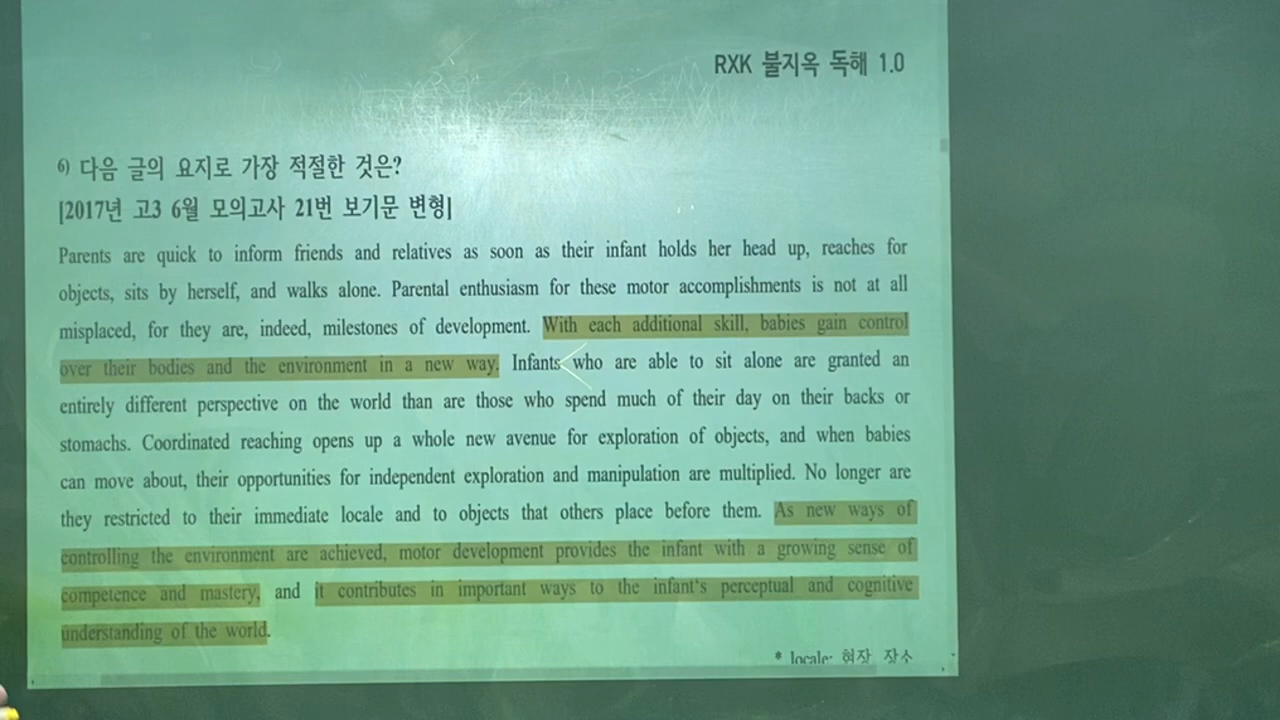 RXK 불지옥 독해 1.0
6) 다음 글의 요지로 가장 적절한 것은?
[2017년 고3 6월 모의고사 21번 보기문 변형]
Parents are quick to inform friends and relatives as soon as their infant holds her head up, reaches for
objects, sits by herself, and walks alone. Parental enthusiasm for these motor accomplishments is not at all
misplaced, for they are, indeed, milestones of development. With each additional skill, babies gain control
over their bodies and the environment in a new way. Infants who are able to sit alone are granted an
entirely different perspective on the world than are those who spend much of their day on their backs or
stomachs. Coordinated reaching opens up a whole new avenue for exploration of objects, and when babies
can move about, their opportunities for independent exploration and manipulation are multiplied. No longer are
they restricted to their immediate locale and to objects that others place before them. As new ways of
controlling the environment are achieved, motor development provides the infant with a growing sense of
competence and mastery, and it contributes in important ways to the infant's perceptual and cognitive
understanding of the world.
* locale: 현장, 장소